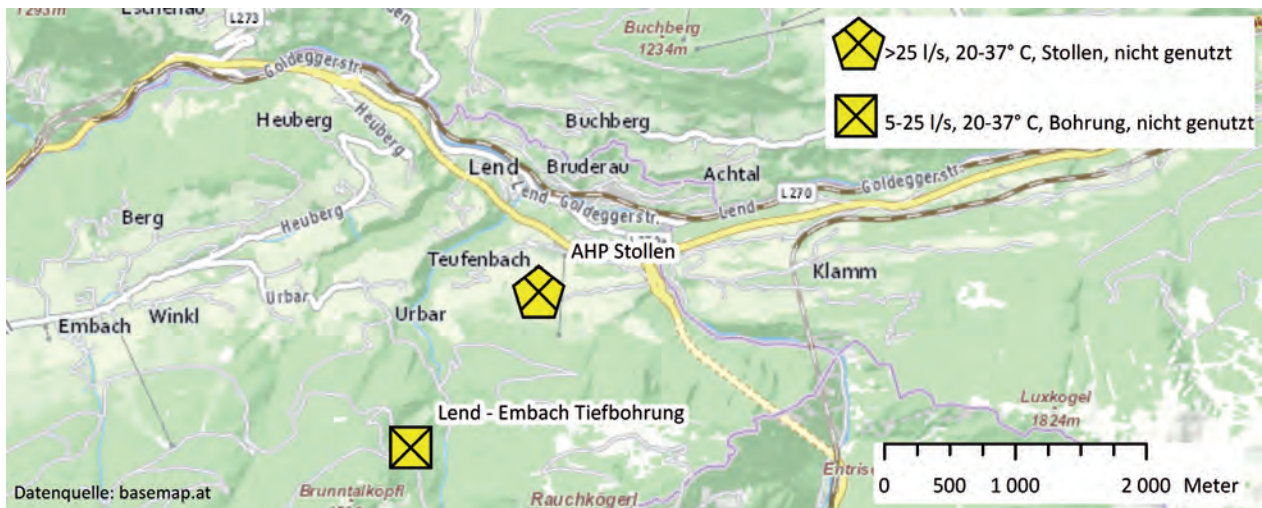 1293m
Eschenau
L273
Buchberg
1234m
>25 l/s, 20-37° C, Stollen, nicht genutzt
5-25 l/s, 20-37° C, Bohrung, nicht genutzt
Goldeggerstr.
Heuberg
Heuberg
Buchberg
Lend
Bruderau
Achtal
L270
Goldeggerstr.
Lend
Lend-Goldeggerstr.
Berg
Heuberg
AHP Stollen
Teufenbach
Klamm
Urbar
Embach
Winkl
Urbar
Luxkogel
1824m
Lend - Embach Tiefbohrung
Brunntalköpfl
Rauchkögerl
Datenquelle: basemap.at
0 500 1 000 2 000 Meter